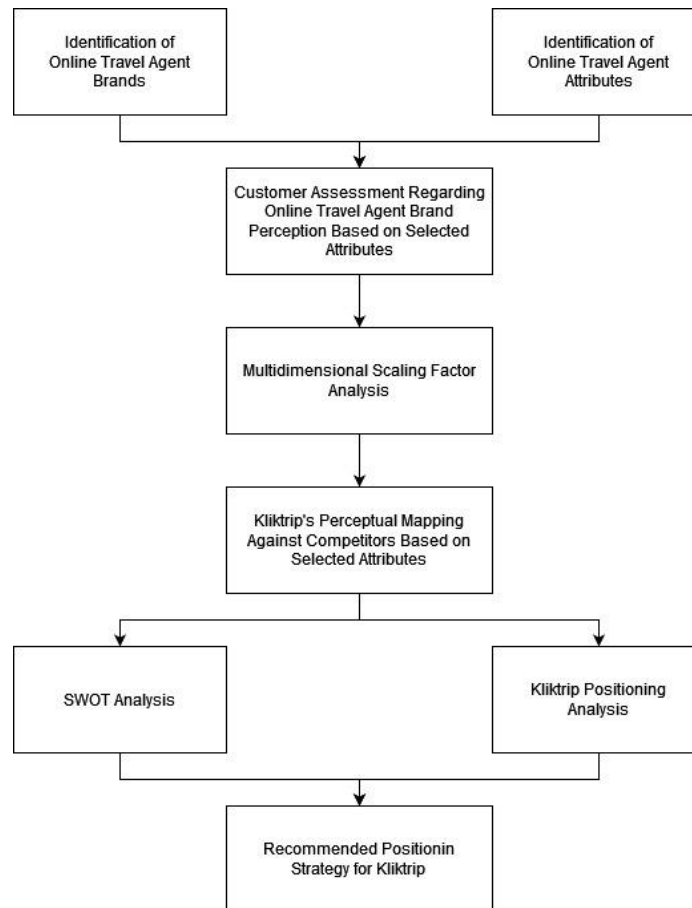 Identification of
Online Travel Agent
Brands
Identification of
Online Travel Agent
Attributes
Customer Assessment Regarding
Online Travel Agent Brand
Perception Based on Selected
Attributes
Multidimensional Scaling Factor
Analysis
Kliktrip's Perceptual Mapping
Against Competitors Based on
Selected Attributes
SWOT Analysis
Kliktrip Positioning
Analysis
Recommended Positionin
Strategy for Kliktrip